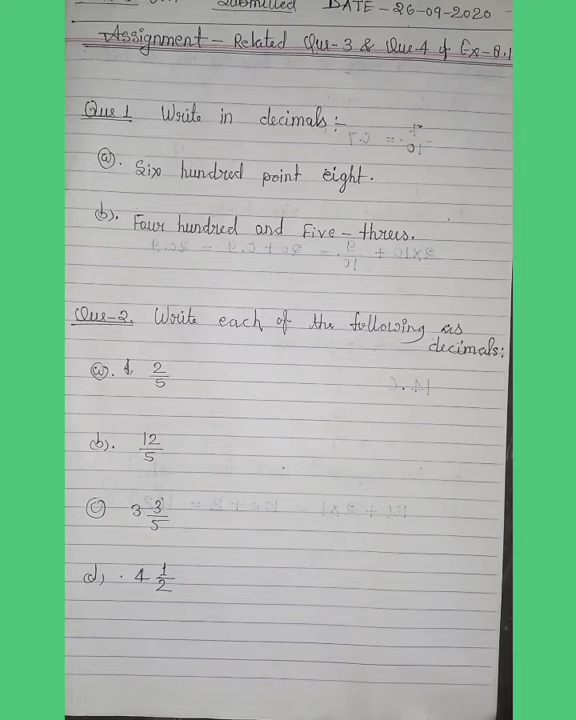 Submitted DATE - 26-09-2020
Assignment - Related Que-3 & Que-4 of Ex-8.1
Que 1 Write in decimals :-
(a). Six hundred point eight.
(b). Four hundred and Five - threes.
Que-2. Write each of the following as
decimals:
(a). 2/5
(b). 12/5
(c) 3 3/5
d). 4 1/2